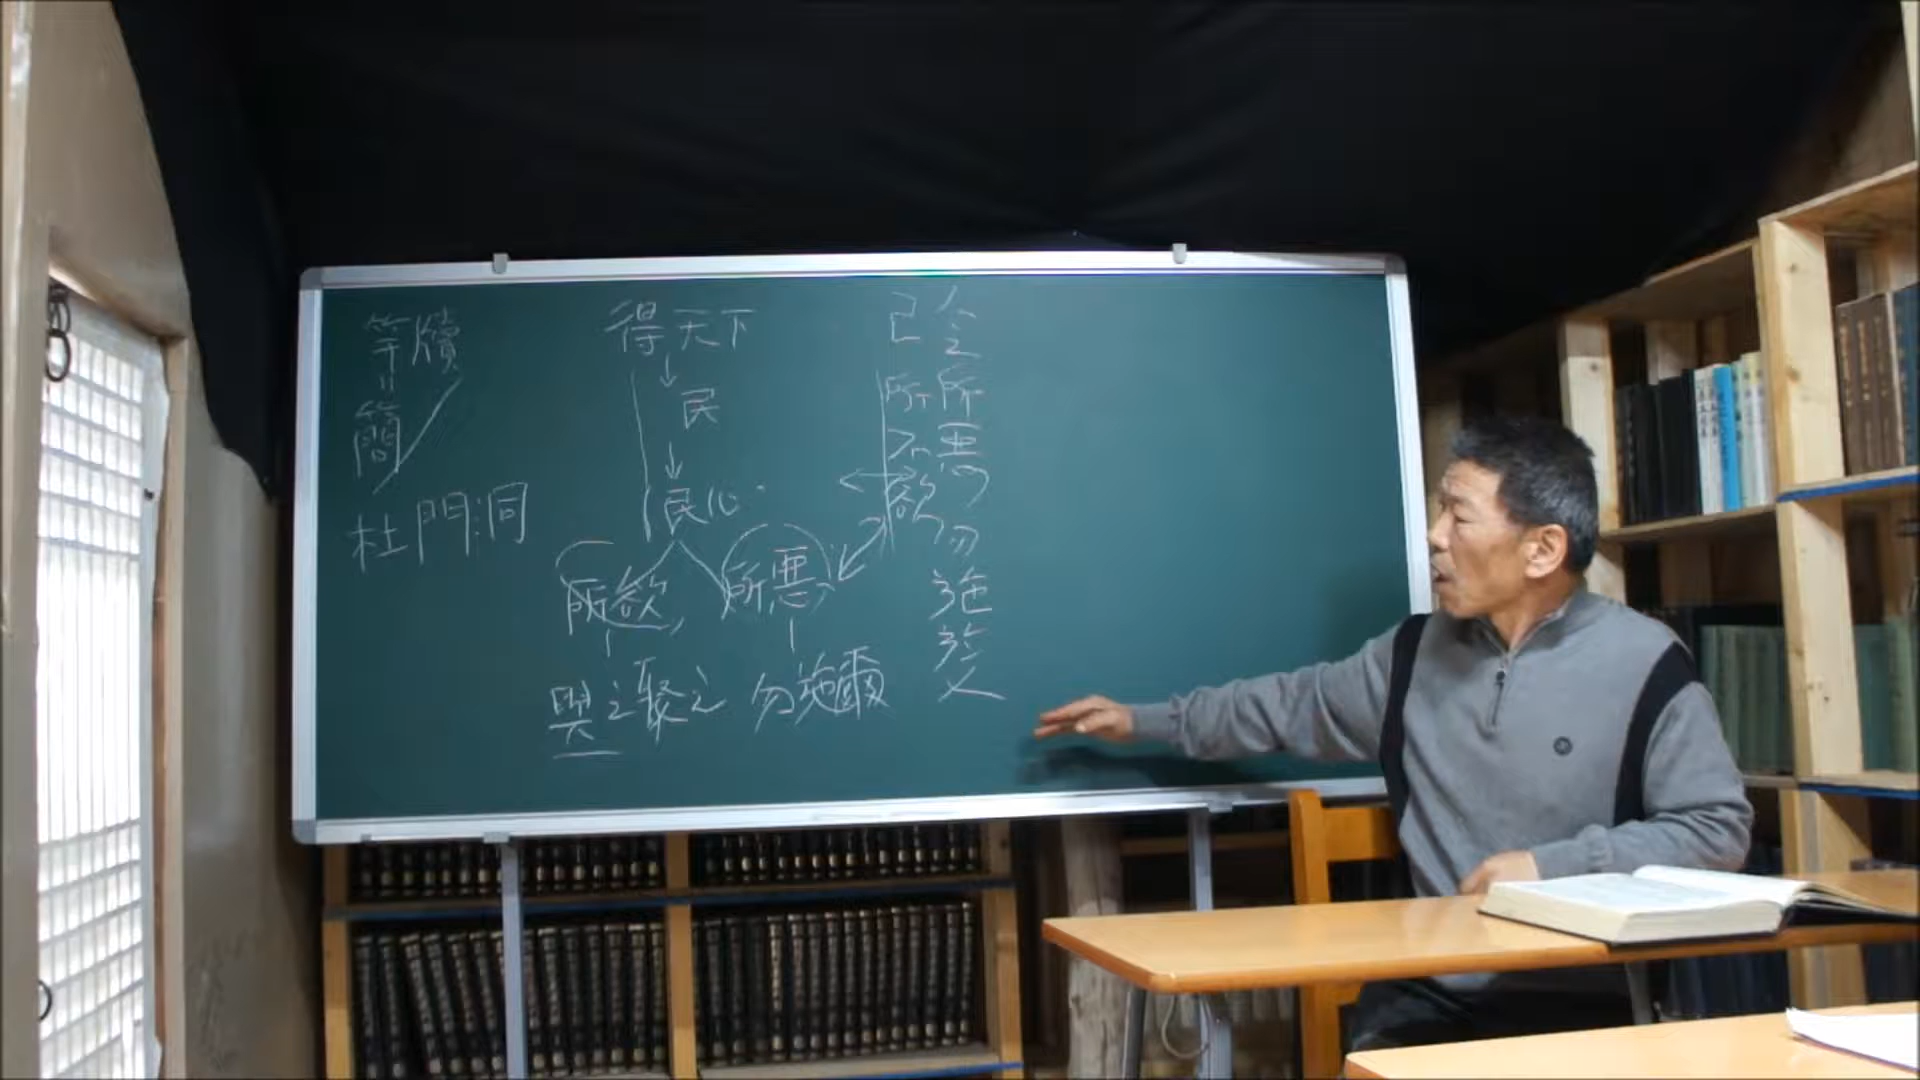 竿牘
簡
杜門洞
得天下
民
民心
所欲 所惡
與之聚之 勿施爾
之所惡勿施於人
己所不欲